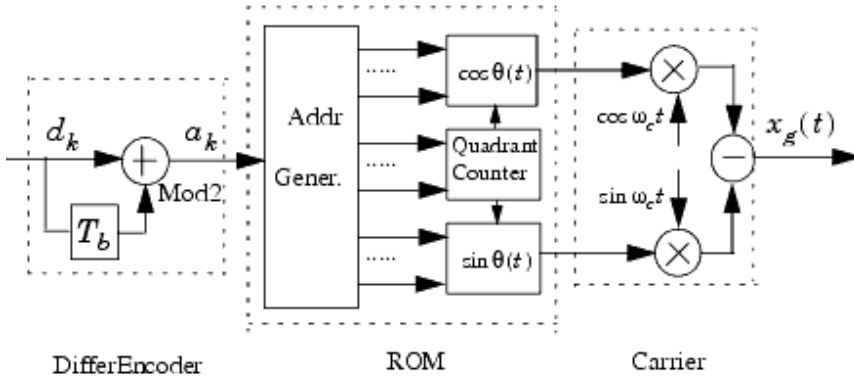 d_k
a_k
Mod2
T_b
+
Addr
Gener.
.....
.....
.....
.....
.....
.....
cos θ(t)
Quadrant
Counter
sin θ(t)
×
cos ω_c t
sin ω_c t
×
−
x_g(t)
DifferEncoder
ROM
Carrier